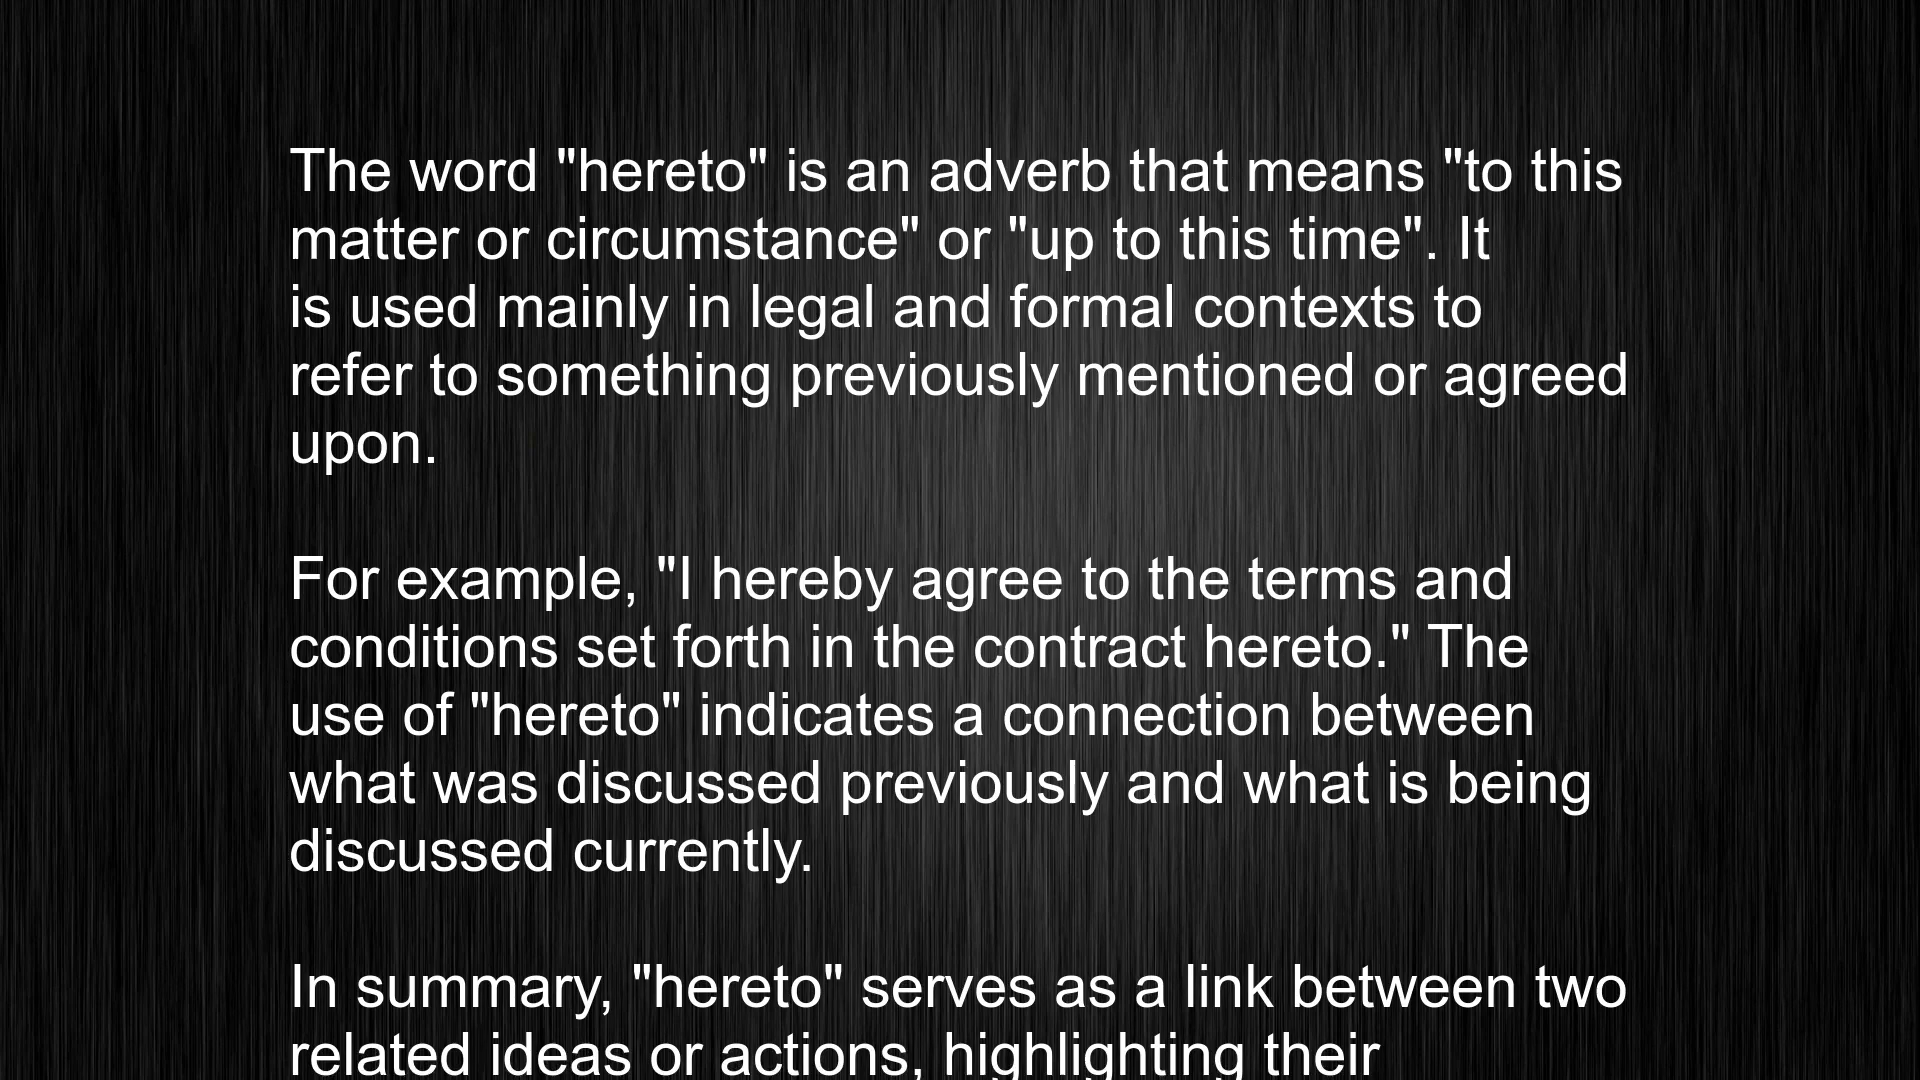 The word "hereto" is an adverb that means "to this
matter or circumstance" or "up to this time". It
is used mainly in legal and formal contexts to
refer to something previously mentioned or agreed
upon.
For example, "I hereby agree to the terms and
conditions set forth in the contract hereto." The
use of "hereto" indicates a connection between
what was discussed previously and what is being
discussed currently.
In summary, "hereto" serves as a link between two
related ideas or actions, highlighting their